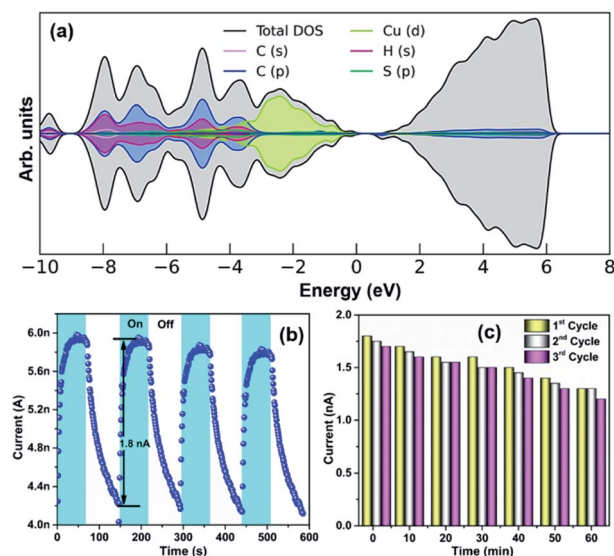 (a)
Total DOS
C (s)
C (p)
Cu (d)
H (s)
S (p)
Arb. units
−10 −8 −6 −4 −2 0 2 4 6 8
Energy (eV)
(b)
On Off
6.0n
5.6n
5.2n
4.8n
4.4n
4.0n
1.8 nA
Current (A)
0 100 200 300 400 500 600
Time (s)
(c)
1st Cycle
2nd Cycle
3rd Cycle
2.0
1.5
1.0
0.5
0.0
Current (nA)
0 10 20 30 40 50 60
Time (min)